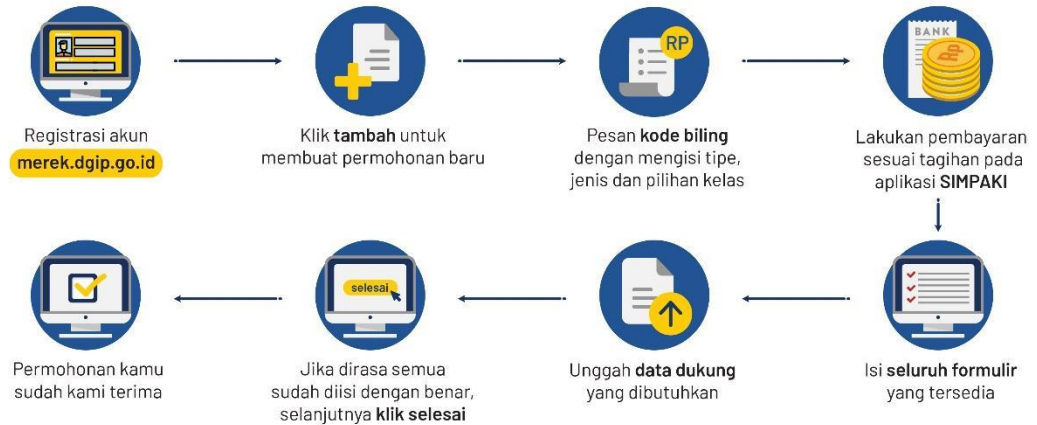 RP
BANK
Rp
Registrasi akun
merek.dgip.go.id
Klik tambah untuk
membuat permohonan baru
Pesan kode biling
dengan mengisi tipe,
jenis dan pilihan kelas
Lakukan pembayaran
sesuai tagihan pada
aplikasi SIMPAKI
Isi seluruh formulir
yang tersedia
Unggah data dukung
yang dibutuhkan
selesai
Jika dirasa semua
sudah diisi dengan benar,
selanjutnya klik selesai
Permohonan kamu
sudah kami terima